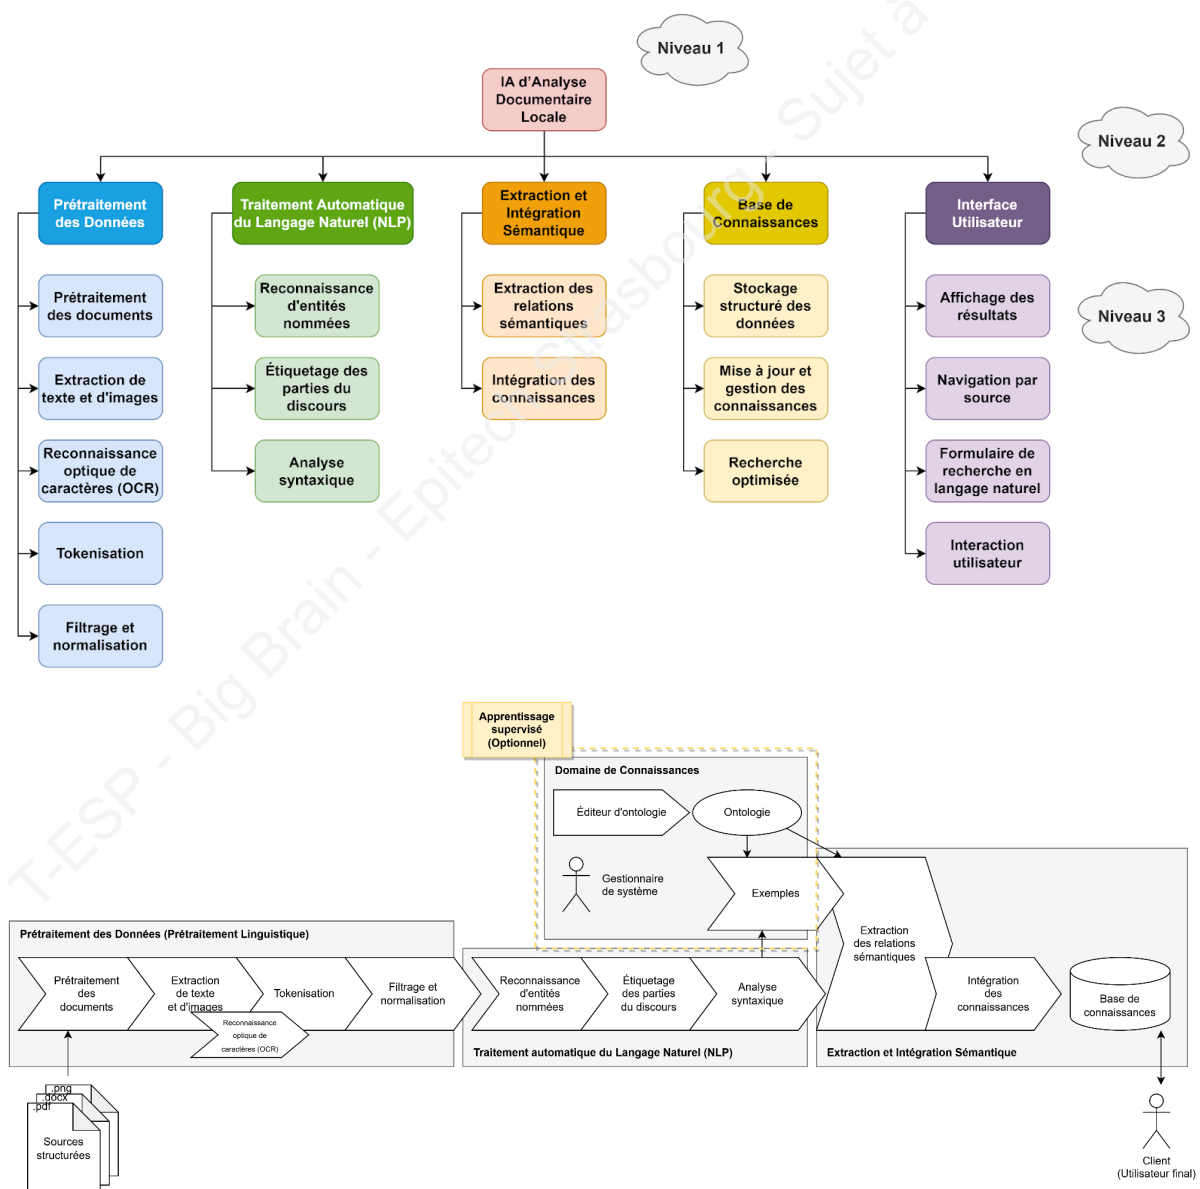 Niveau 1
IA d'Analyse
Documentaire
Locale
Niveau 2
Prétraitement
des Données
Traitement Automatique
du Langage Naturel (NLP)
Extraction et
Intégration
Sémantique
Base de
Connaissances
Interface
Utilisateur
Prétraitement
des documents
Reconnaissance
d'entités
nommées
Extraction des
relations
sémantiques
Stockage
structuré des
données
Affichage des
résultats
Niveau 3
Extraction de
texte et d'images
Étiquetage des
parties du
discours
Intégration des
connaissances
Mise à jour et
gestion des
connaissances
Navigation par
source
Reconnaissance
optique de
caractères (OCR)
Analyse
syntaxique
Recherche
optimisée
Formulaire de
recherche en
langage naturel
Tokenisation
Interaction
utilisateur
Filtrage et
normalisation
T-ESP - Big Brain - Epitech Strasbourg - Sujet à
Apprentissage
supervisé
(Optionnel)
Domaine de Connaissances
Éditeur d'ontologie
Ontologie
Gestionnaire
de système
Exemples
Prétraitement des Données (Prétraitement Linguistique)
Prétraitement
des
documents
Extraction
de texte
et d'images
Reconnaissance
optique de
caractères (OCR)
Tokenisation
Filtrage et
normalisation
Reconnaissance
d'entités
nommées
Étiquetage
des parties
du discours
Analyse
syntaxique
Traitement automatique du Langage Naturel (NLP)
Extraction
des relations
sémantiques
Intégration
des
connaissances
Base de
connaissances
Extraction et Intégration Sémantique
.png
.docx
.pdf
Sources
structurées
Client
(Utilisateur final)